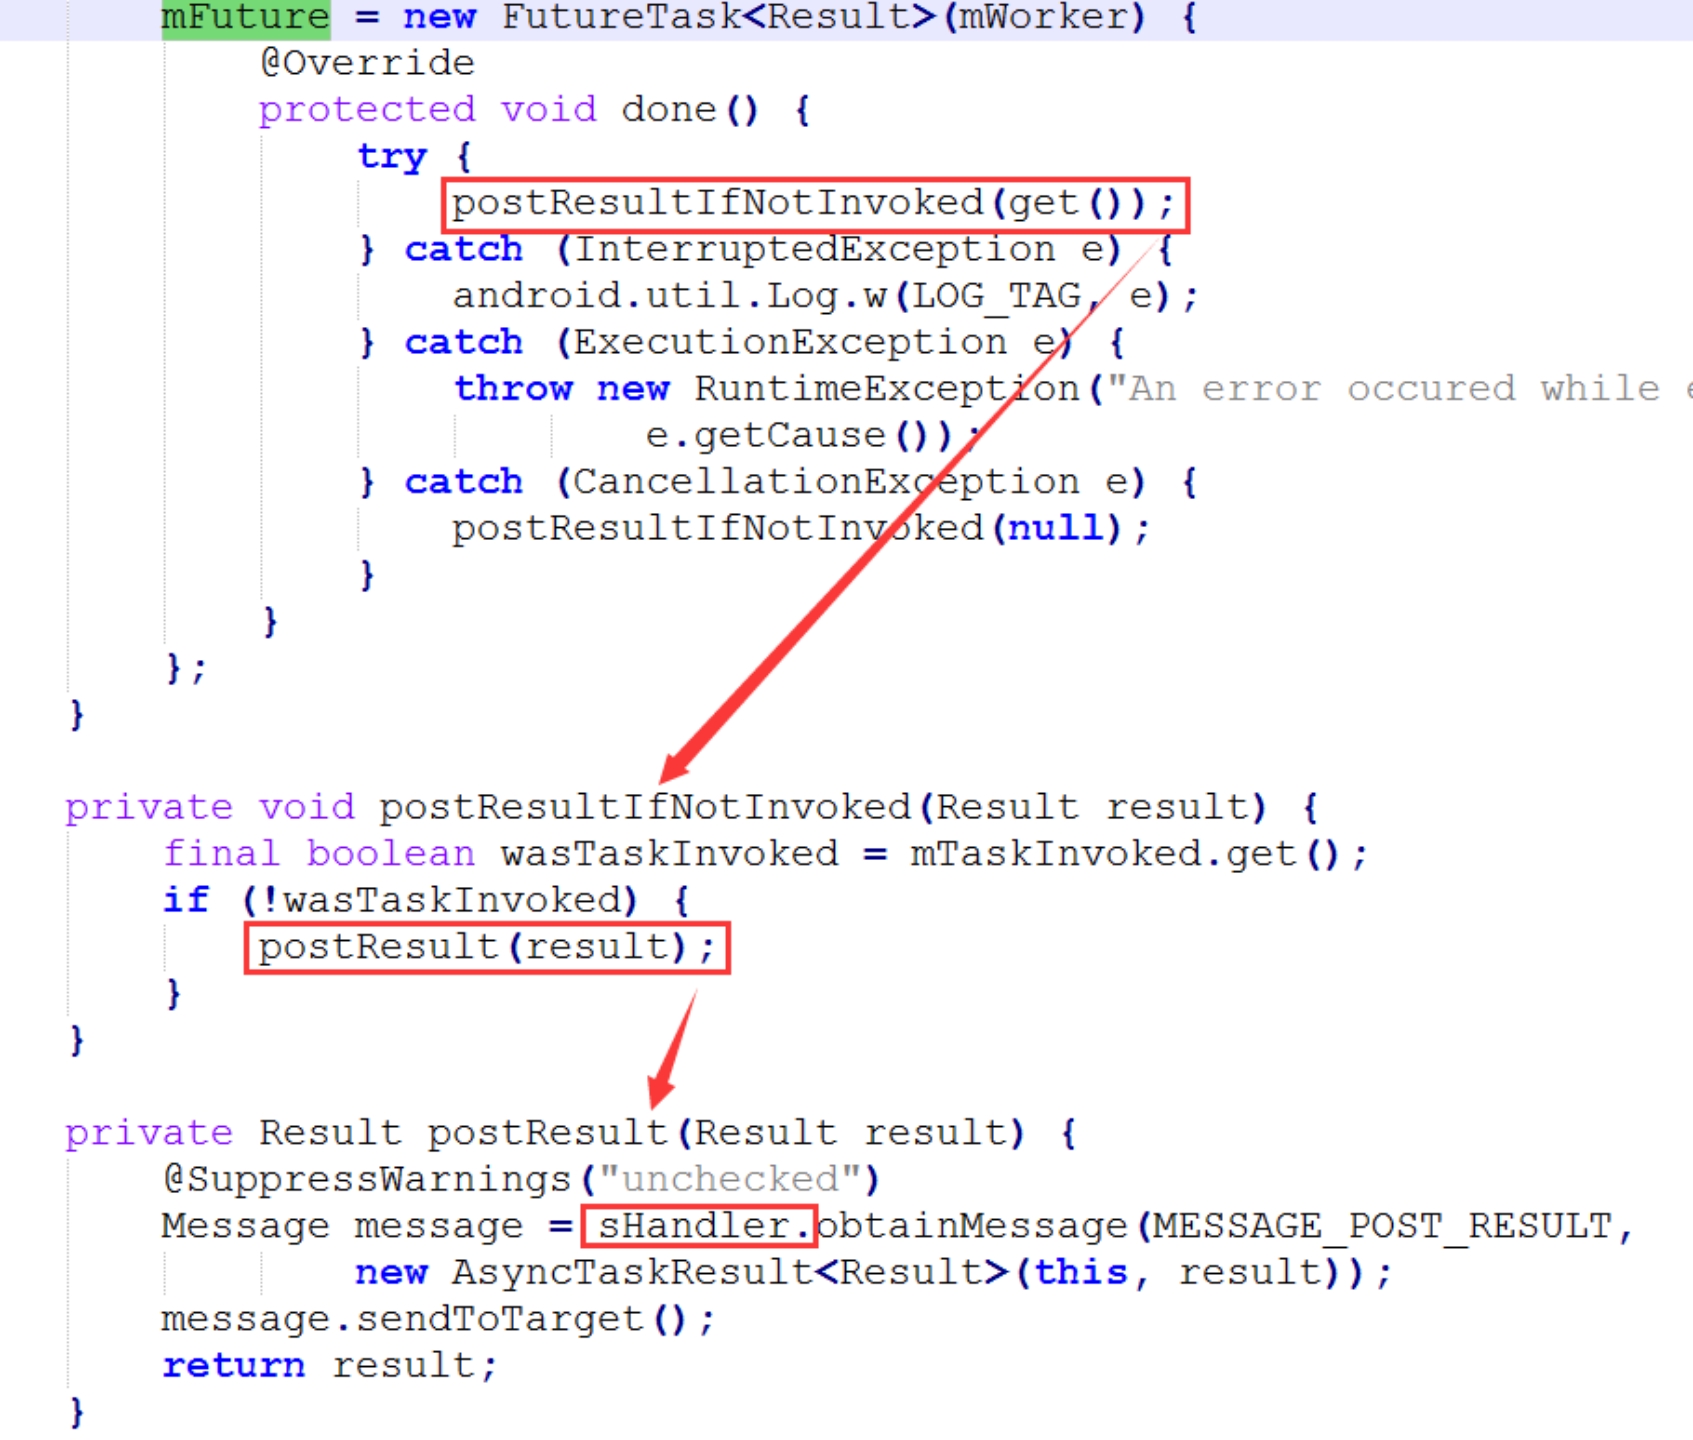 mFuture = new FutureTask<Result>(mWorker) {
@Override
protected void done() {
try {
postResultIfNotInvoked(get());
} catch (InterruptedException e) {
android.util.Log.w(LOG_TAG, e);
} catch (ExecutionException e) {
throw new RuntimeException("An error occured while
e.getCause());
} catch (CancellationException e) {
postResultIfNotInvoked(null);
}
}
};
}
private void postResultIfNotInvoked(Result result) {
final boolean wasTaskInvoked = mTaskInvoked.get();
if (!wasTaskInvoked) {
postResult(result);
}
}
private Result postResult(Result result) {
@SuppressWarnings("unchecked")
Message message = sHandler.obtainMessage(MESSAGE_POST_RESULT,
new AsyncTaskResult<Result>(this, result));
message.sendToTarget();
return result;
}